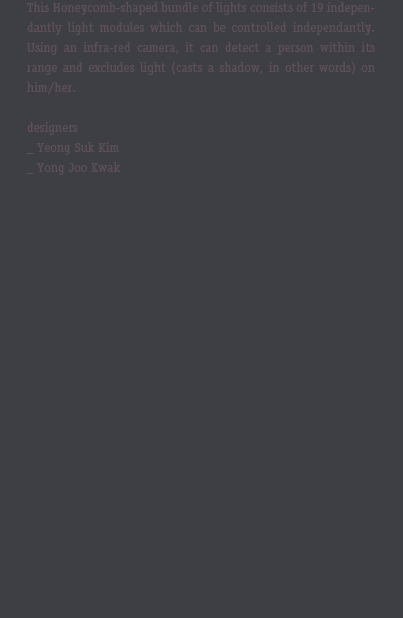 This Honeycomb-shaped bundle of lights consists of 19 indepen-
dantly light modules which can be controlled independantly.
Using an infra-red camera, it can detect a person within its
range and excludes light (casts a shadow, in other words) on
him/her.
designers
_ Yeong Suk Kim
_ Yong Joo Kwak